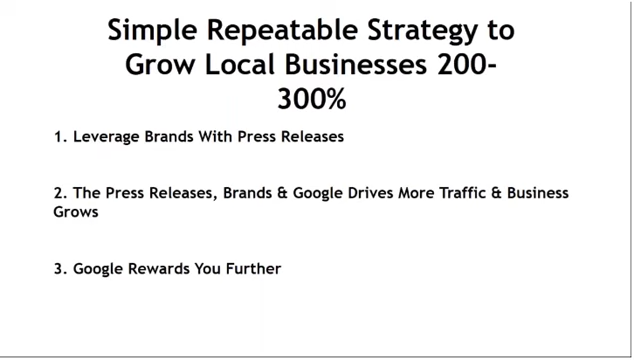 Simple Repeatable Strategy to
Grow Local Businesses 200-
300%
1. Leverage Brands With Press Releases
2. The Press Releases, Brands & Google Drives More Traffic & Business
Grows
3. Google Rewards You Further